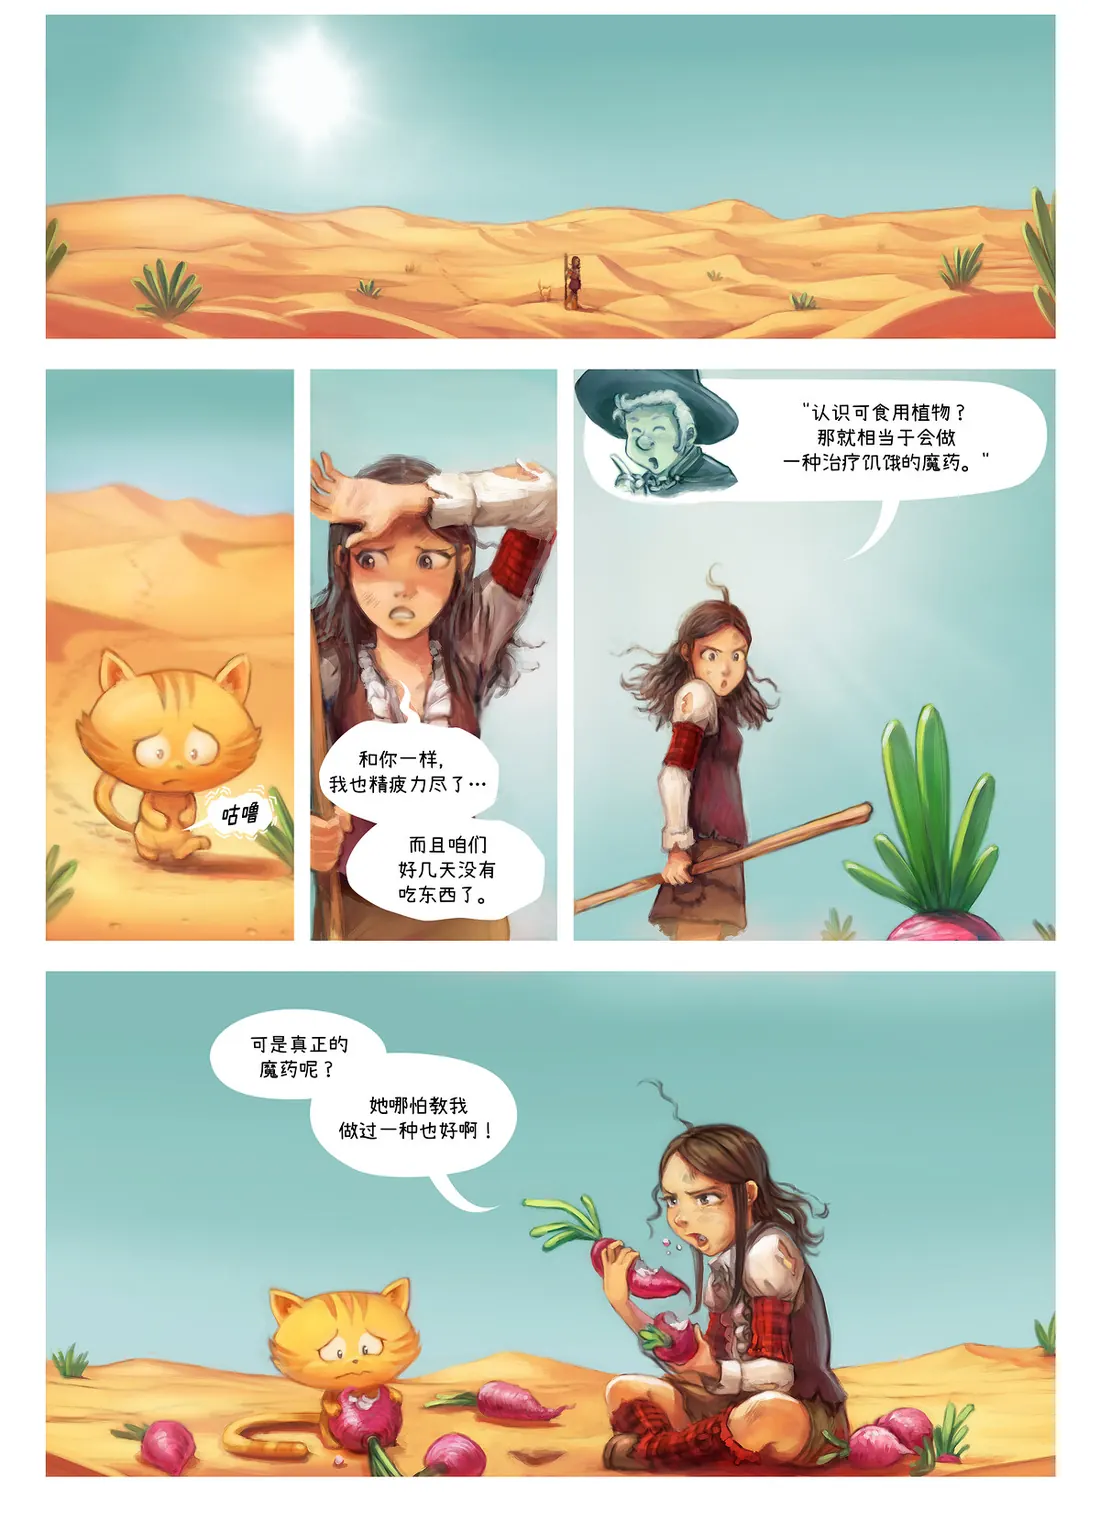 咕噜
和你一样,
我也精疲力尽了…
而且咱们
好几天没有
吃东西了。
"认识可食用植物？
那就相当于会做
一种治疗饥饿的魔药。"
可是真正的
魔药呢？
她哪怕教我
做过一种也好啊！